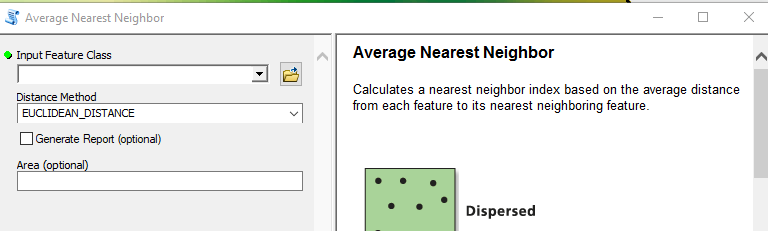 Average Nearest Neighbor
Input Feature Class
Distance Method
EUCLIDEAN_DISTANCE
Generate Report (optional)
Area (optional)
Average Nearest Neighbor
Calculates a nearest neighbor index based on the average distance
from each feature to its nearest neighboring feature.
Dispersed